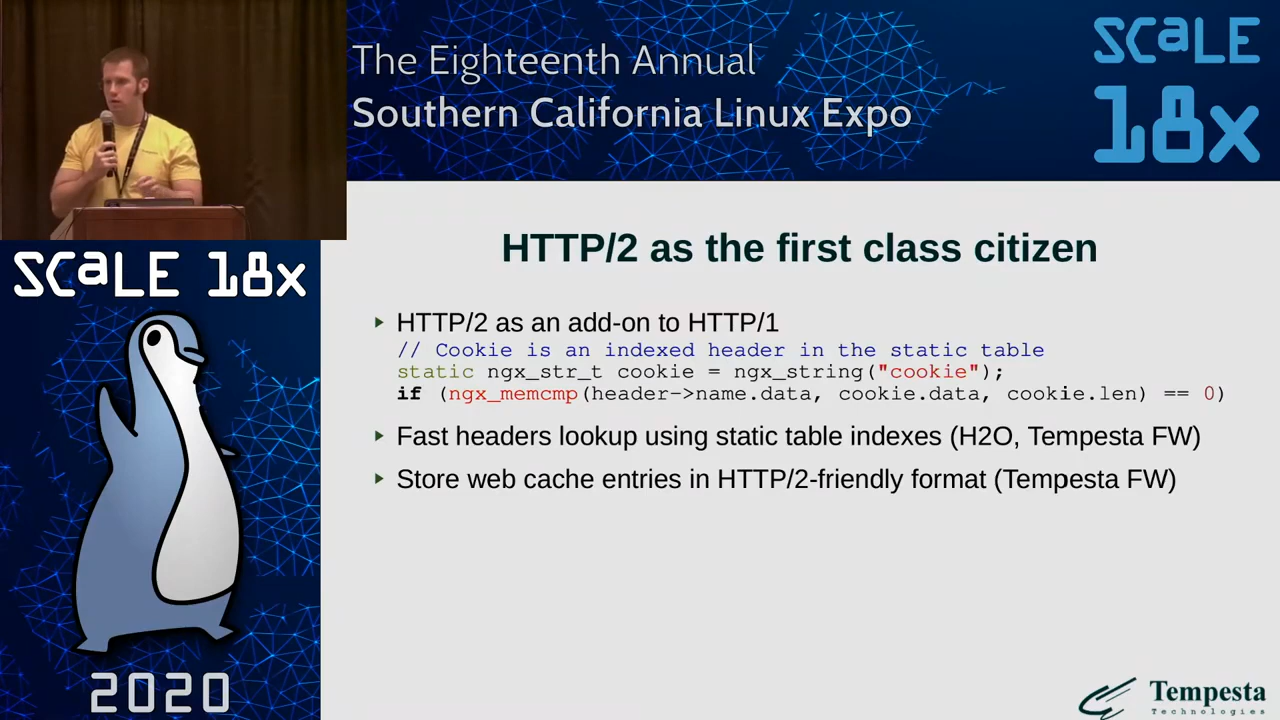 The Eighteenth Annual
Southern California Linux Expo
SCaLE
18x
SCaLE 18x
2020
HTTP/2 as the first class citizen
HTTP/2 as an add-on to HTTP/1
// Cookie is an indexed header in the static table
static ngx_str_t cookie = ngx_string("cookie");
if (ngx_memcmp(header->name.data, cookie.data, cookie.len) == 0)
Fast headers lookup using static table indexes (H2O, Tempesta FW)
Store web cache entries in HTTP/2-friendly format (Tempesta FW)
Tempesta
Technologies